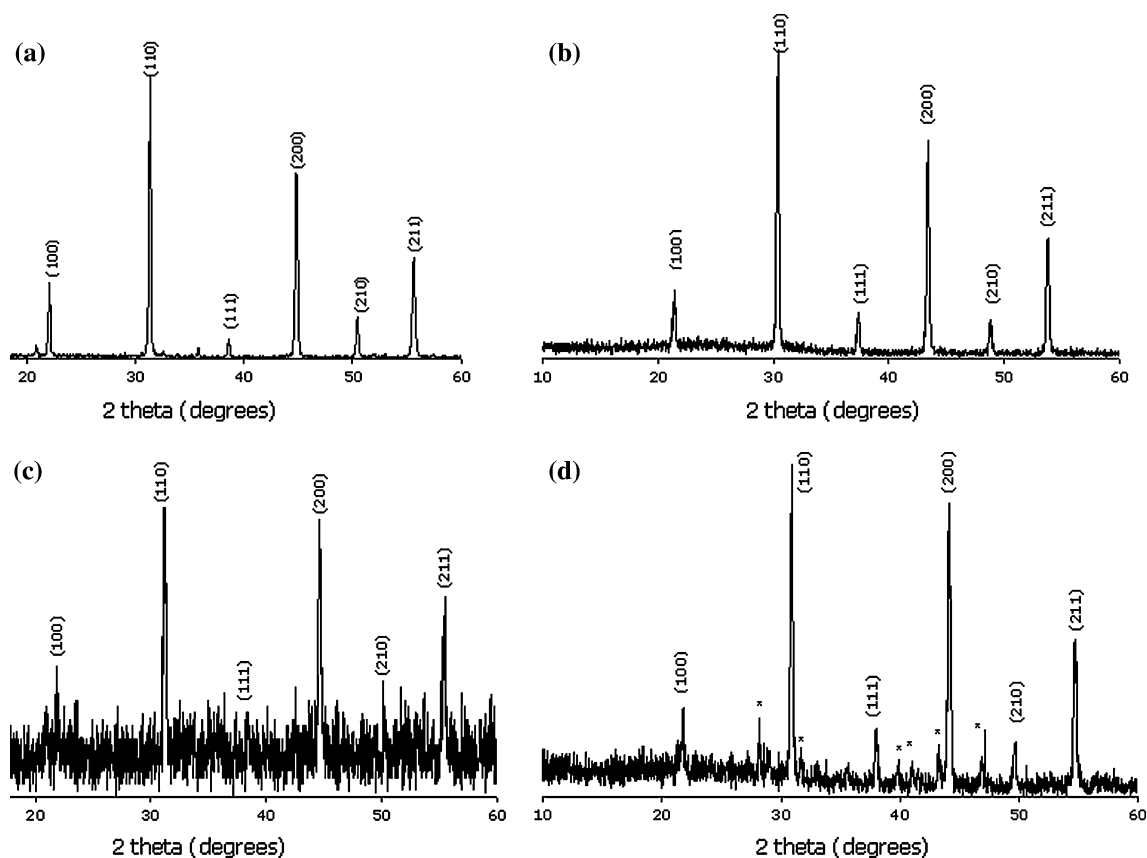 (a)
(110)
(200)
(211)
(100)
(111)
(210)
20 30 40 50 60
2 theta (degrees)
(b)
(110)
(200)
(211)
(100)
(111)
(210)
10 20 30 40 50 60
2 theta (degrees)
(c)
(110)
(200)
(211)
(100)
(111)
(210)
20 30 40 50 60
2 theta (degrees)
(d)
(110)
(200)
(211)
(100)
(111)
(210)
* * * * * *
10 20 30 40 50 60
2 theta (degrees)